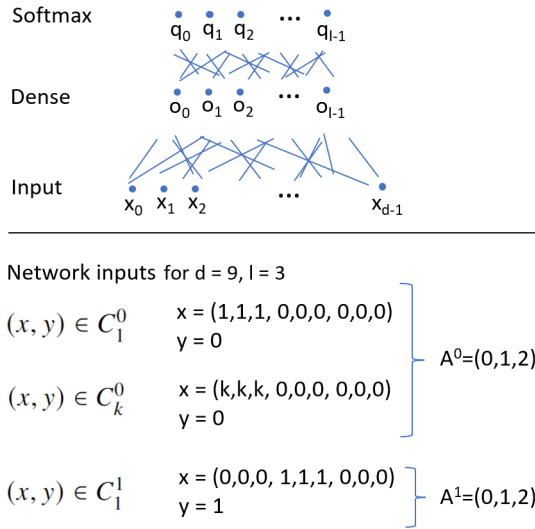 Softmax
q₀ q₁ q₂ ... qₗ₋₁
Dense
o₀ o₁ o₂ ... oₗ₋₁
Input
x₀ x₁ x₂ ... x_{d-1}
Network inputs for d = 9, l = 3
(x, y) ∈ C₁⁰ x = (1,1,1, 0,0,0, 0,0,0)
y = 0
A⁰=(0,1,2)
(x, y) ∈ Cₖ⁰ x = (k,k,k, 0,0,0, 0,0,0)
y = 0
(x, y) ∈ C₁¹ x = (0,0,0, 1,1,1, 0,0,0)
y = 1
A¹=(0,1,2)